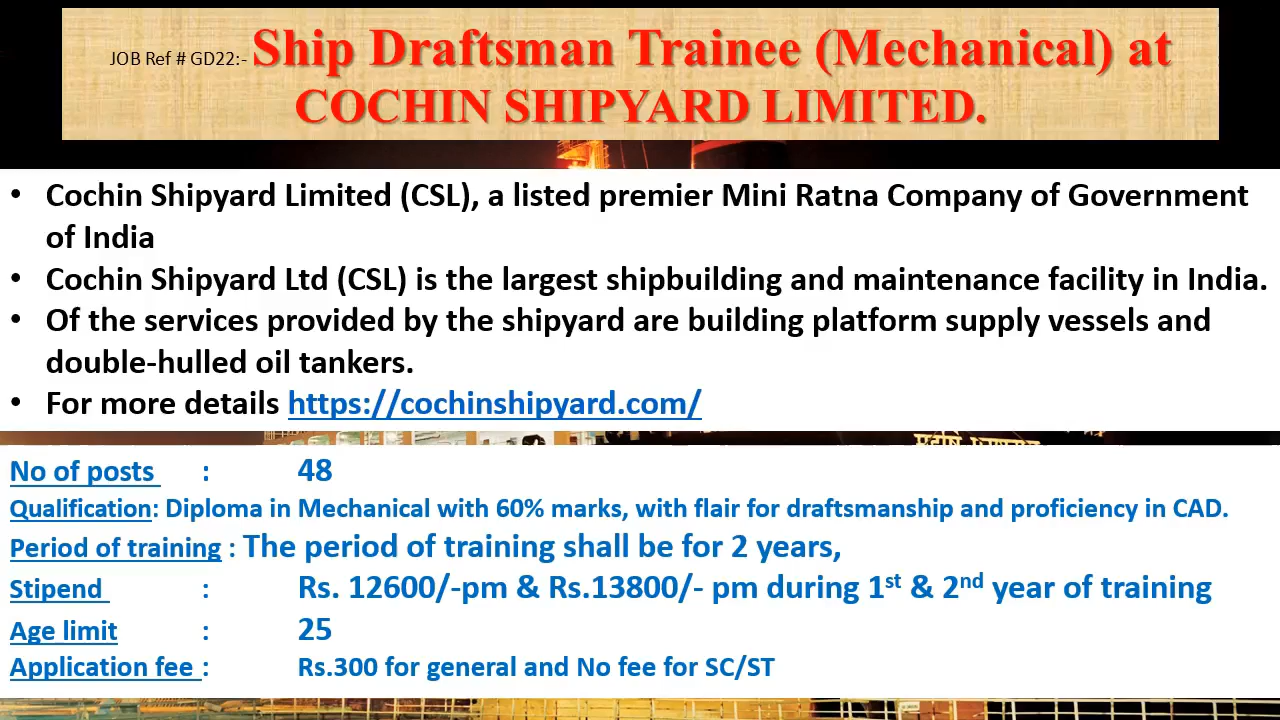 JOB Ref # GD22:- Ship Draftsman Trainee (Mechanical) at
COCHIN SHIPYARD LIMITED.
• Cochin Shipyard Limited (CSL), a listed premier Mini Ratna Company of Government
of India
• Cochin Shipyard Ltd (CSL) is the largest shipbuilding and maintenance facility in India.
• Of the services provided by the shipyard are building platform supply vessels and
double-hulled oil tankers.
• For more details https://cochinshipyard.com/
No of posts : 48
Qualification: Diploma in Mechanical with 60% marks, with flair for draftsmanship and proficiency in CAD.
Period of training : The period of training shall be for 2 years,
Stipend : Rs. 12600/-pm & Rs.13800/- pm during 1st & 2nd year of training
Age limit : 25
Application fee : Rs.300 for general and No fee for SC/ST